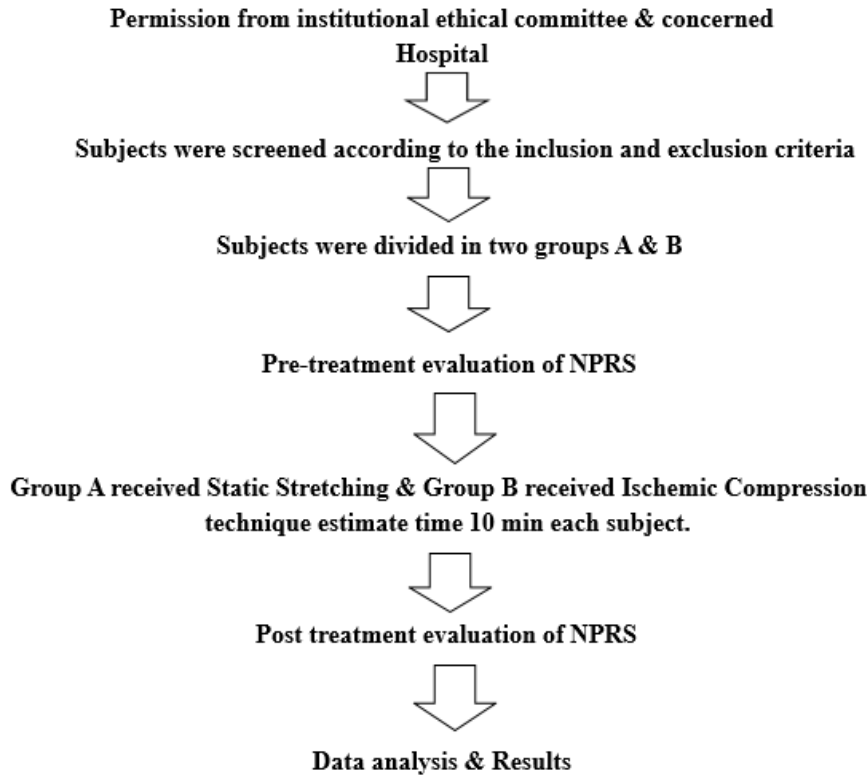 Permission from institutional ethical committee & concerned
Hospital
Subjects were screened according to the inclusion and exclusion criteria
Subjects were divided in two groups A & B
Pre-treatment evaluation of NPRS
Group A received Static Stretching & Group B received Ischemic Compression
technique estimate time 10 min each subject.
Post treatment evaluation of NPRS
Data analysis & Results